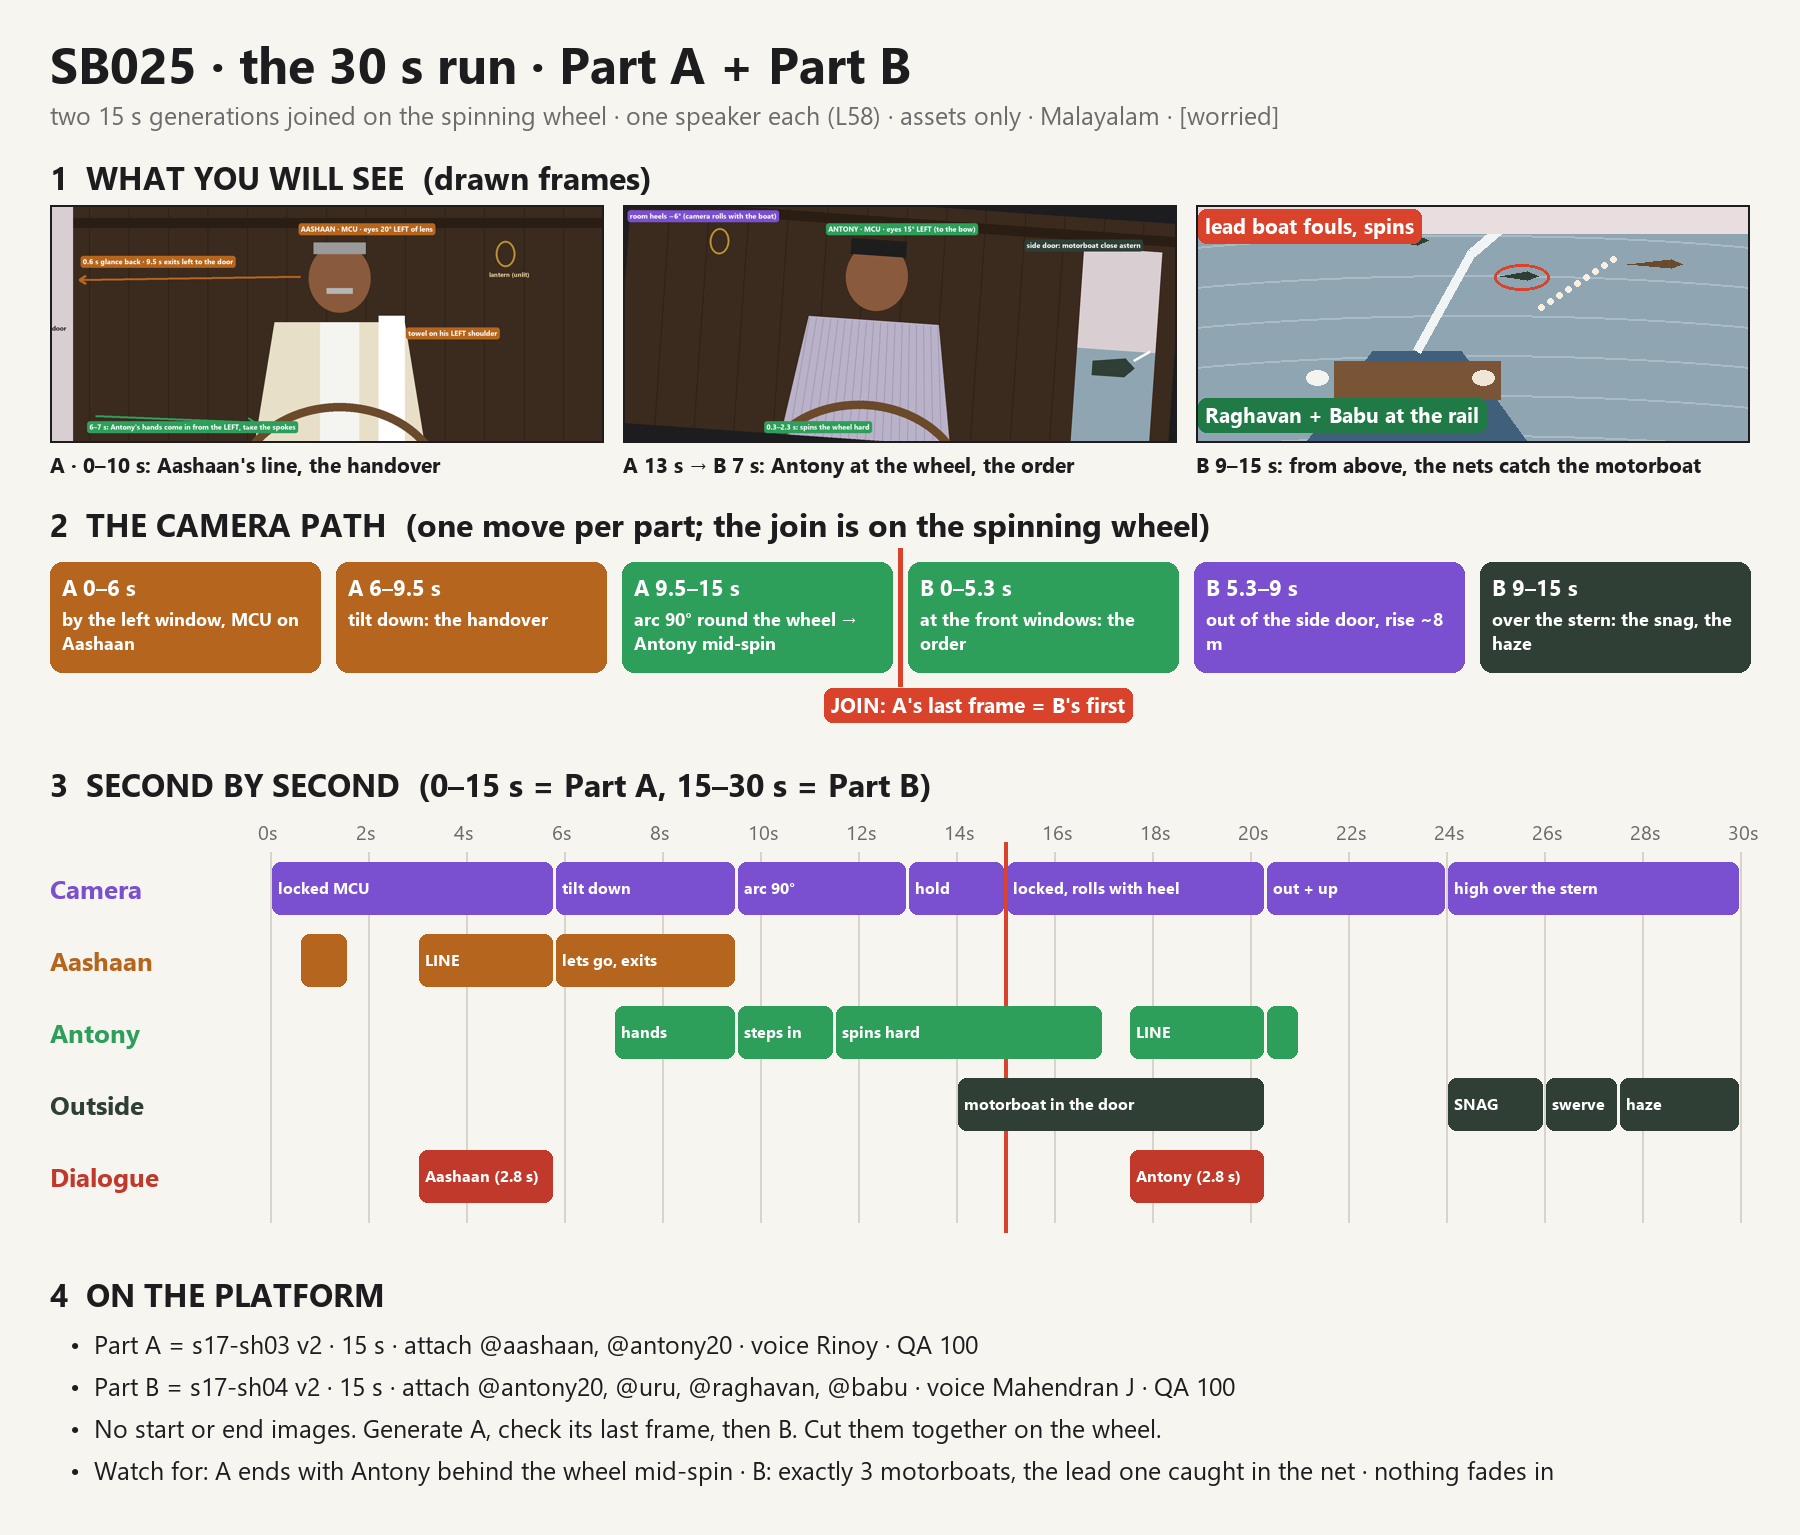 SB025 · the 30 s run · Part A + Part B
two 15 s generations joined on the spinning wheel · one speaker each (L58) · assets only · Malayalam · [worried]
1 WHAT YOU WILL SEE (drawn frames)
AASHAAN · MCU · eyes 20° LEFT of lens
0.6 s glance back · 9.5 s exits left to the door
lantern (unlit)
door
towel on his LEFT shoulder
6–7 s: Antony's hands come in from the LEFT, take the spokes
room heels ~6° (camera rolls with the boat)
ANTONY · MCU · eyes 15° LEFT (to the bow)
side door: motorboat close astern
0.3–2.3 s: spins the wheel hard
lead boat fouls, spins
Raghavan + Babu at the rail
A · 0–10 s: Aashaan's line, the handover
A 13 s → B 7 s: Antony at the wheel, the order
B 9–15 s: from above, the nets catch the motorboat
2 THE CAMERA PATH (one move per part; the join is on the spinning wheel)
A 0–6 s
by the left window, MCU on
Aashaan
A 6–9.5 s
tilt down: the handover
A 9.5–15 s
arc 90° round the wheel →
Antony mid-spin
B 0–5.3 s
at the front windows: the
order
B 5.3–9 s
out of the side door, rise ~8
m
B 9–15 s
over the stern: the snag, the
haze
JOIN: A's last frame = B's first
3 SECOND BY SECOND (0–15 s = Part A, 15–30 s = Part B)
0s 2s 4s 6s 8s 10s 12s 14s 16s 18s 20s 22s 24s 26s 28s 30s
Camera locked MCU tilt down arc 90° hold locked, rolls with heel out + up high over the stern
Aashaan LINE lets go, exits
Antony hands steps in spins hard LINE
Outside motorboat in the door SNAG swerve haze
Dialogue Aashaan (2.8 s) Antony (2.8 s)
4 ON THE PLATFORM
• Part A = s17-sh03 v2 · 15 s · attach @aashaan, @antony20 · voice Rinoy · QA 100
• Part B = s17-sh04 v2 · 15 s · attach @antony20, @uru, @raghavan, @babu · voice Mahendran J · QA 100
• No start or end images. Generate A, check its last frame, then B. Cut them together on the wheel.
• Watch for: A ends with Antony behind the wheel mid-spin · B: exactly 3 motorboats, the lead one caught in the net · nothing fades in